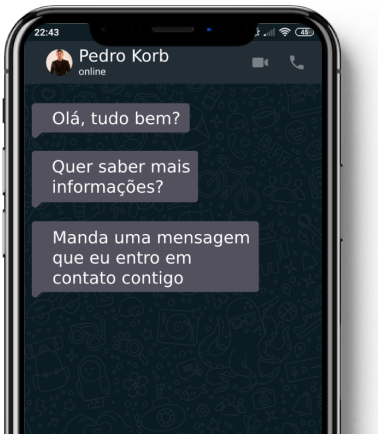 22:43
45
Pedro Korb
online
Olá, tudo bem?
Quer saber mais
informações?
Manda uma mensagem
que eu entro em
contato contigo